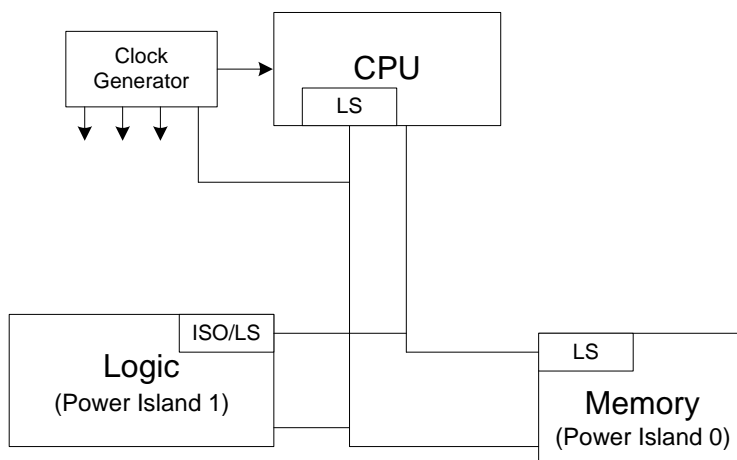 Clock
Generator
CPU
LS
ISO/LS
Logic
(Power Island 1)
LS
Memory
(Power Island 0)